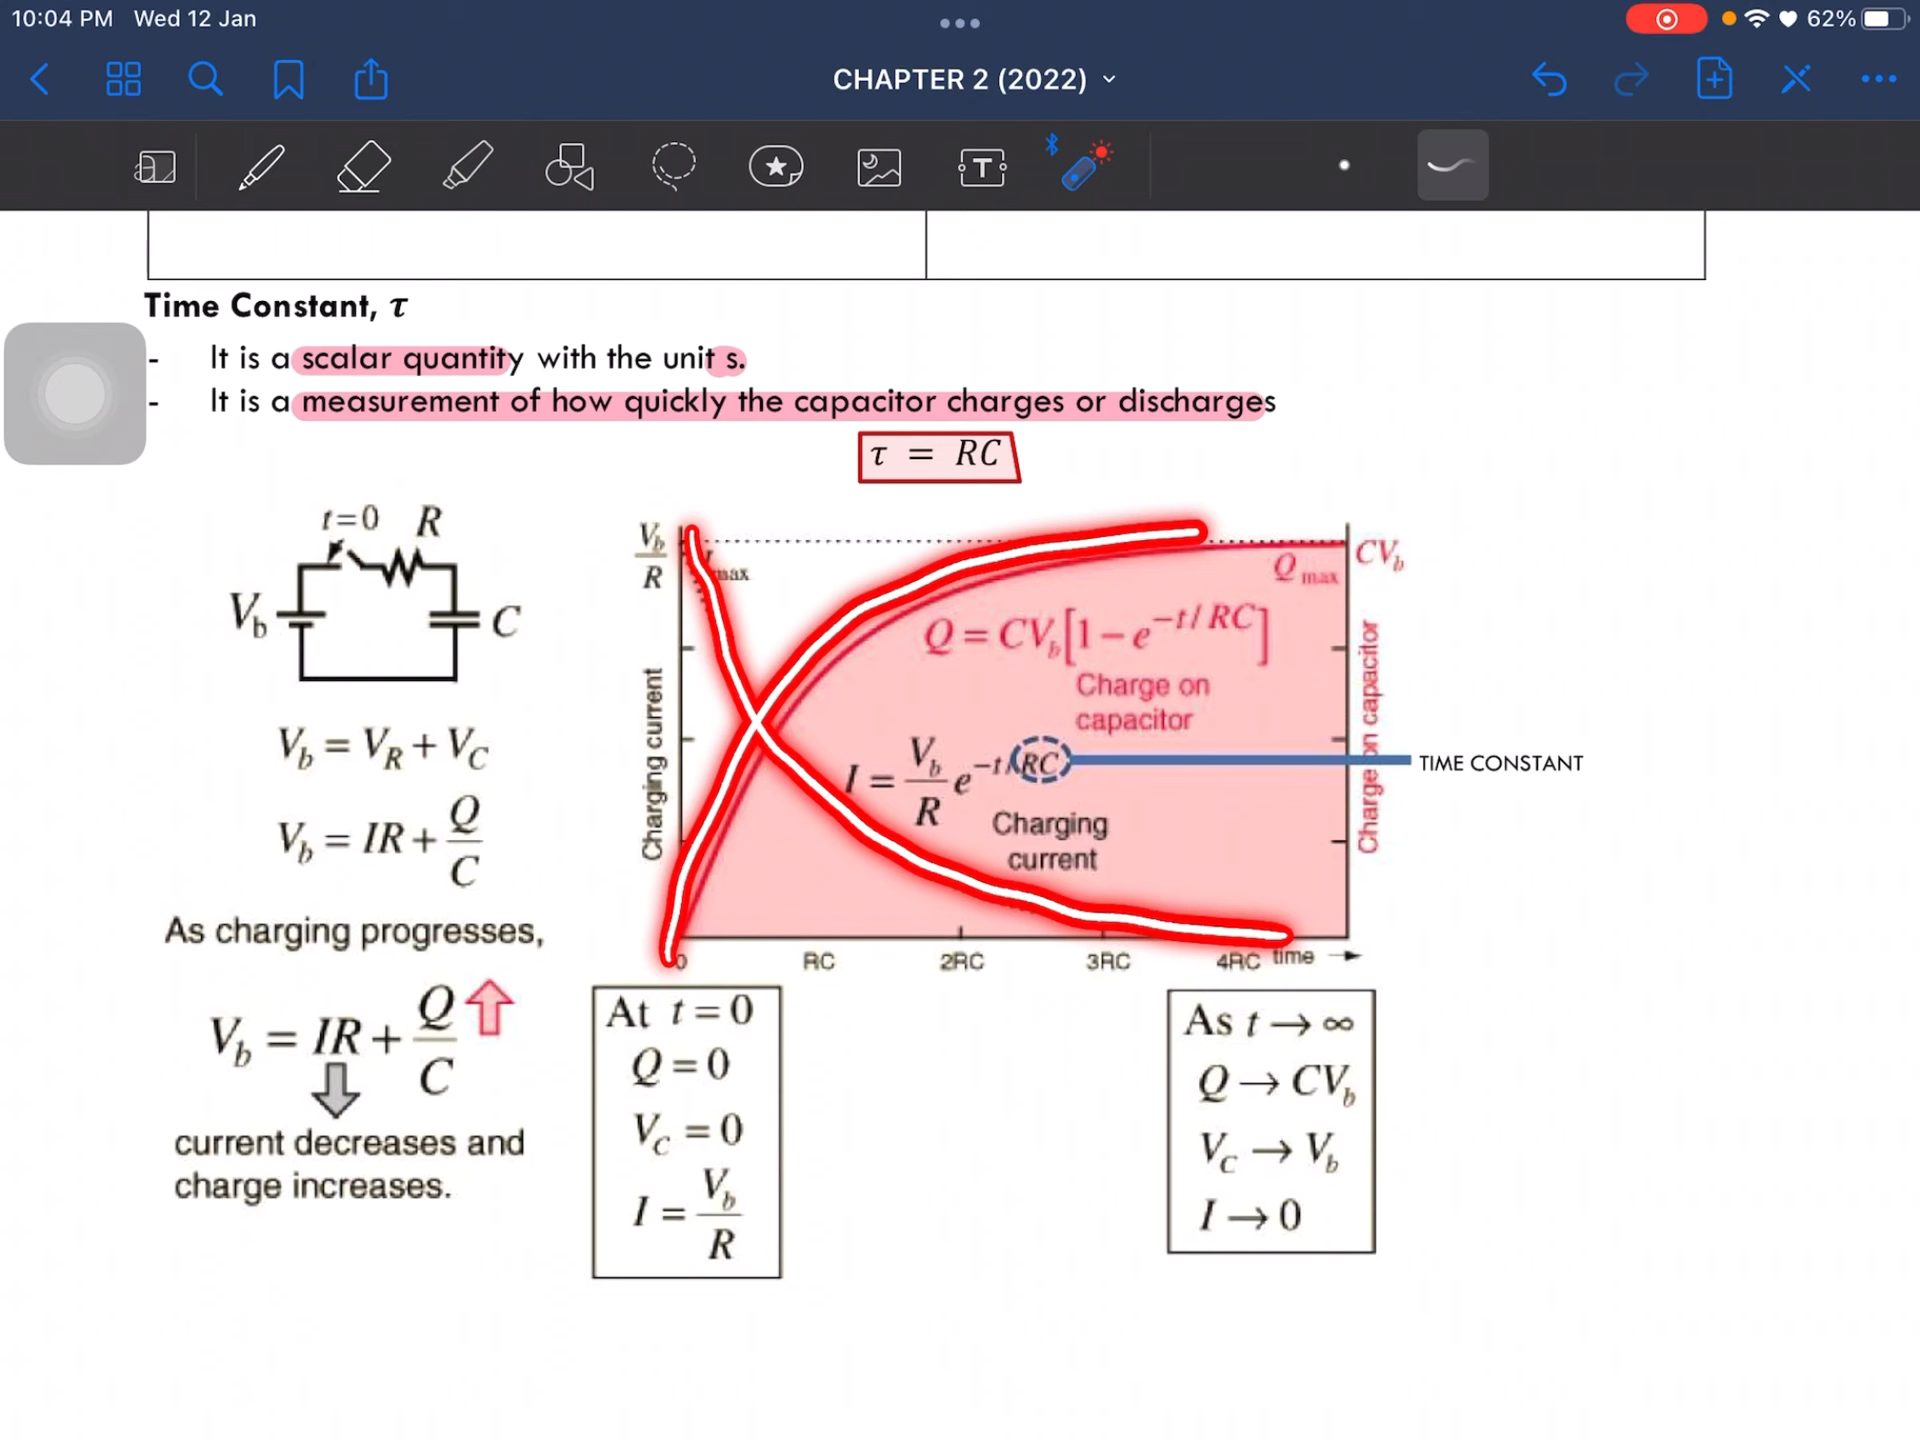 10:04 PM Wed 12 Jan
62%
CHAPTER 2 (2022)
Time Constant, τ
- It is a scalar quantity with the unit s.
- It is a measurement of how quickly the capacitor charges or discharges
τ = RC
t=0 R
V_b C
V_b = V_R + V_C
V_b = IR + Q/C
As charging progresses,
V_b = IR + Q/C
current decreases and
charge increases.
V_b/R
max
CV_b
Q max
Q = CV_b[1 − e^−t/RC]
Charge on
capacitor
I = V_b/R e^−t/RC
TIME CONSTANT
Charging
current
Charging current
Charge on capacitor
0 RC 2RC 3RC 4RC time
At t = 0
Q = 0
V_C = 0
I = V_b/R
As t → ∞
Q → CV_b
V_C → V_b
I → 0